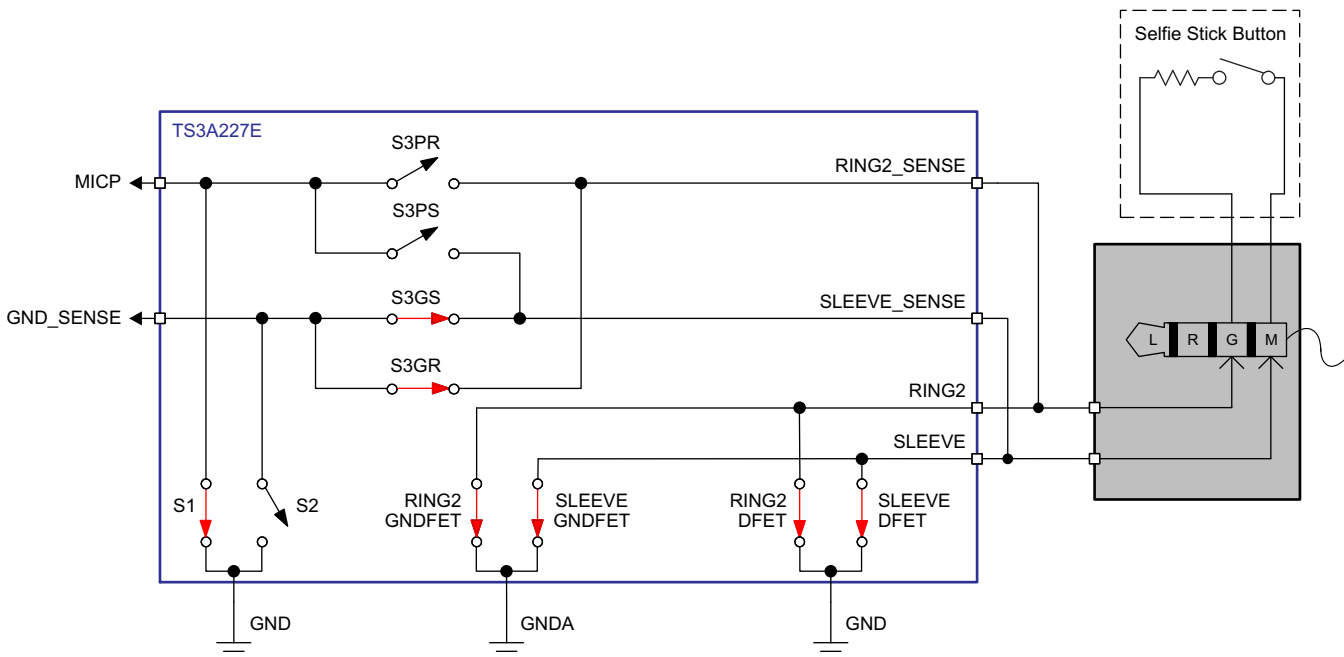 Selfie Stick Button
TS3A227E
S3PR
MICP
RING2_SENSE
S3PS
S3GS
GND_SENSE
SLEEVE_SENSE
S3GR
L
R
G
M
RING2
SLEEVE
S1
S2
RING2
GNDFET
SLEEVE
GNDFET
RING2
DFET
SLEEVE
DFET
GND
GNDA
GND